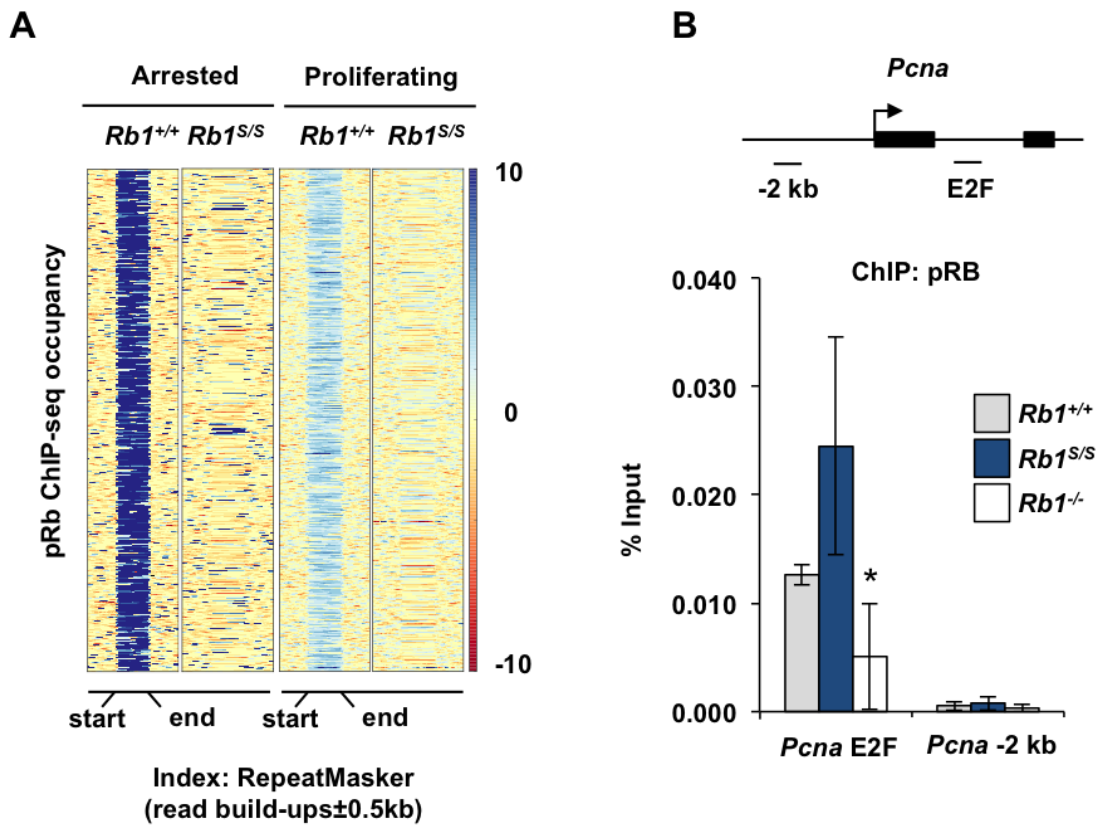 A
Arrested
Proliferating
Rb1+/+ Rb1S/S
Rb1+/+ Rb1S/S
pRb ChIP-seq occupancy
10
0
-10
start
end
start
end
Index: RepeatMasker
(read build-ups±0.5kb)
B
Pcna
-2 kb
E2F
ChIP: pRB
% Input
0.040
0.030
0.020
0.010
0.000
*
Rb1+/+
Rb1S/S
Rb1-/-
Pcna E2F
Pcna -2 kb